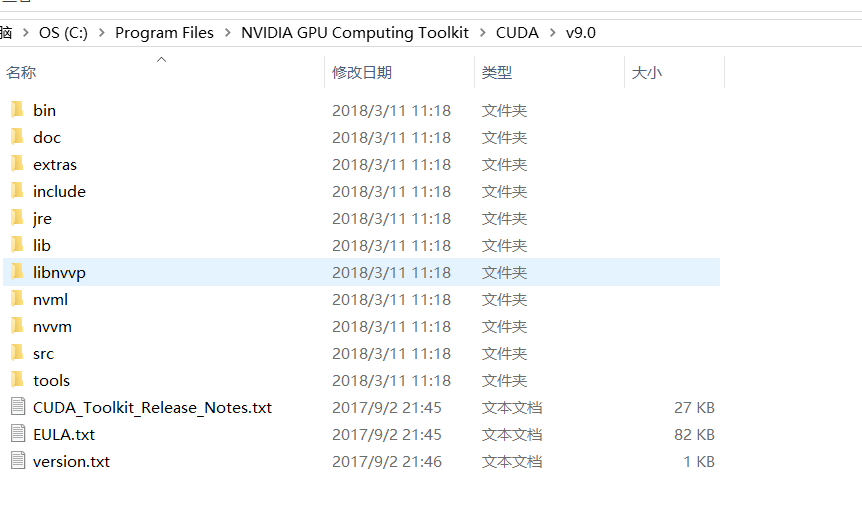 脑 > OS (C:) > Program Files > NVIDIA GPU Computing Toolkit > CUDA > v9.0
名称 修改日期 类型 大小
bin 2018/3/11 11:18 文件夹
doc 2018/3/11 11:18 文件夹
extras 2018/3/11 11:18 文件夹
include 2018/3/11 11:18 文件夹
jre 2018/3/11 11:18 文件夹
lib 2018/3/11 11:18 文件夹
libnvvp 2018/3/11 11:18 文件夹
nvml 2018/3/11 11:18 文件夹
nvvm 2018/3/11 11:18 文件夹
src 2018/3/11 11:18 文件夹
tools 2018/3/11 11:18 文件夹
CUDA_Toolkit_Release_Notes.txt 2017/9/2 21:45 文本文档 27 KB
EULA.txt 2017/9/2 21:45 文本文档 82 KB
version.txt 2017/9/2 21:46 文本文档 1 KB